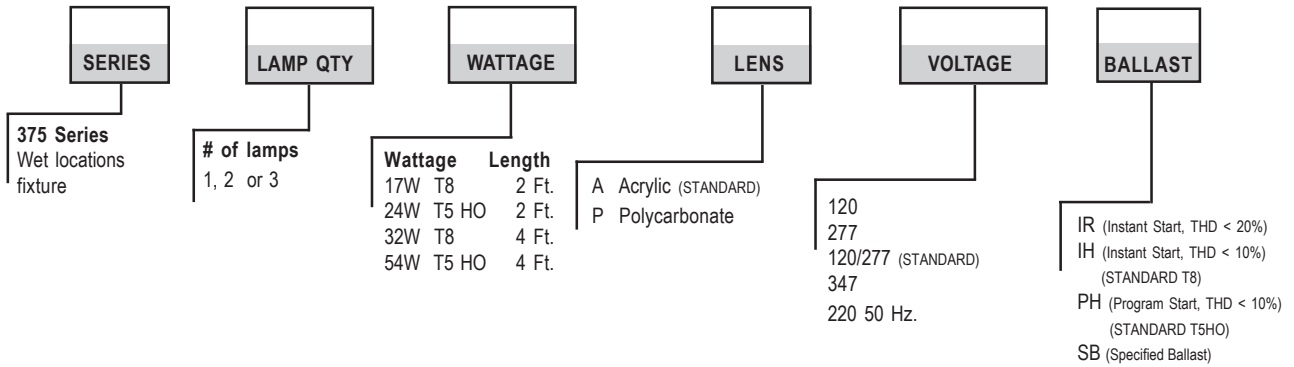 SERIES
LAMP QTY
WATTAGE
LENS
VOLTAGE
BALLAST
375 Series
Wet locations
fixture
# of lamps
1, 2 or 3
Wattage Length
17W T8 2 Ft.
24W T5 HO 2 Ft.
32W T8 4 Ft.
54W T5 HO 4 Ft.
A Acrylic (STANDARD)
P Polycarbonate
120
277
120/277 (STANDARD)
347
220 50 Hz.
IR (Instant Start, THD < 20%)
IH (Instant Start, THD < 10%)
(STANDARD T8)
PH (Program Start, THD < 10%)
(STANDARD T5HO)
SB (Specified Ballast)